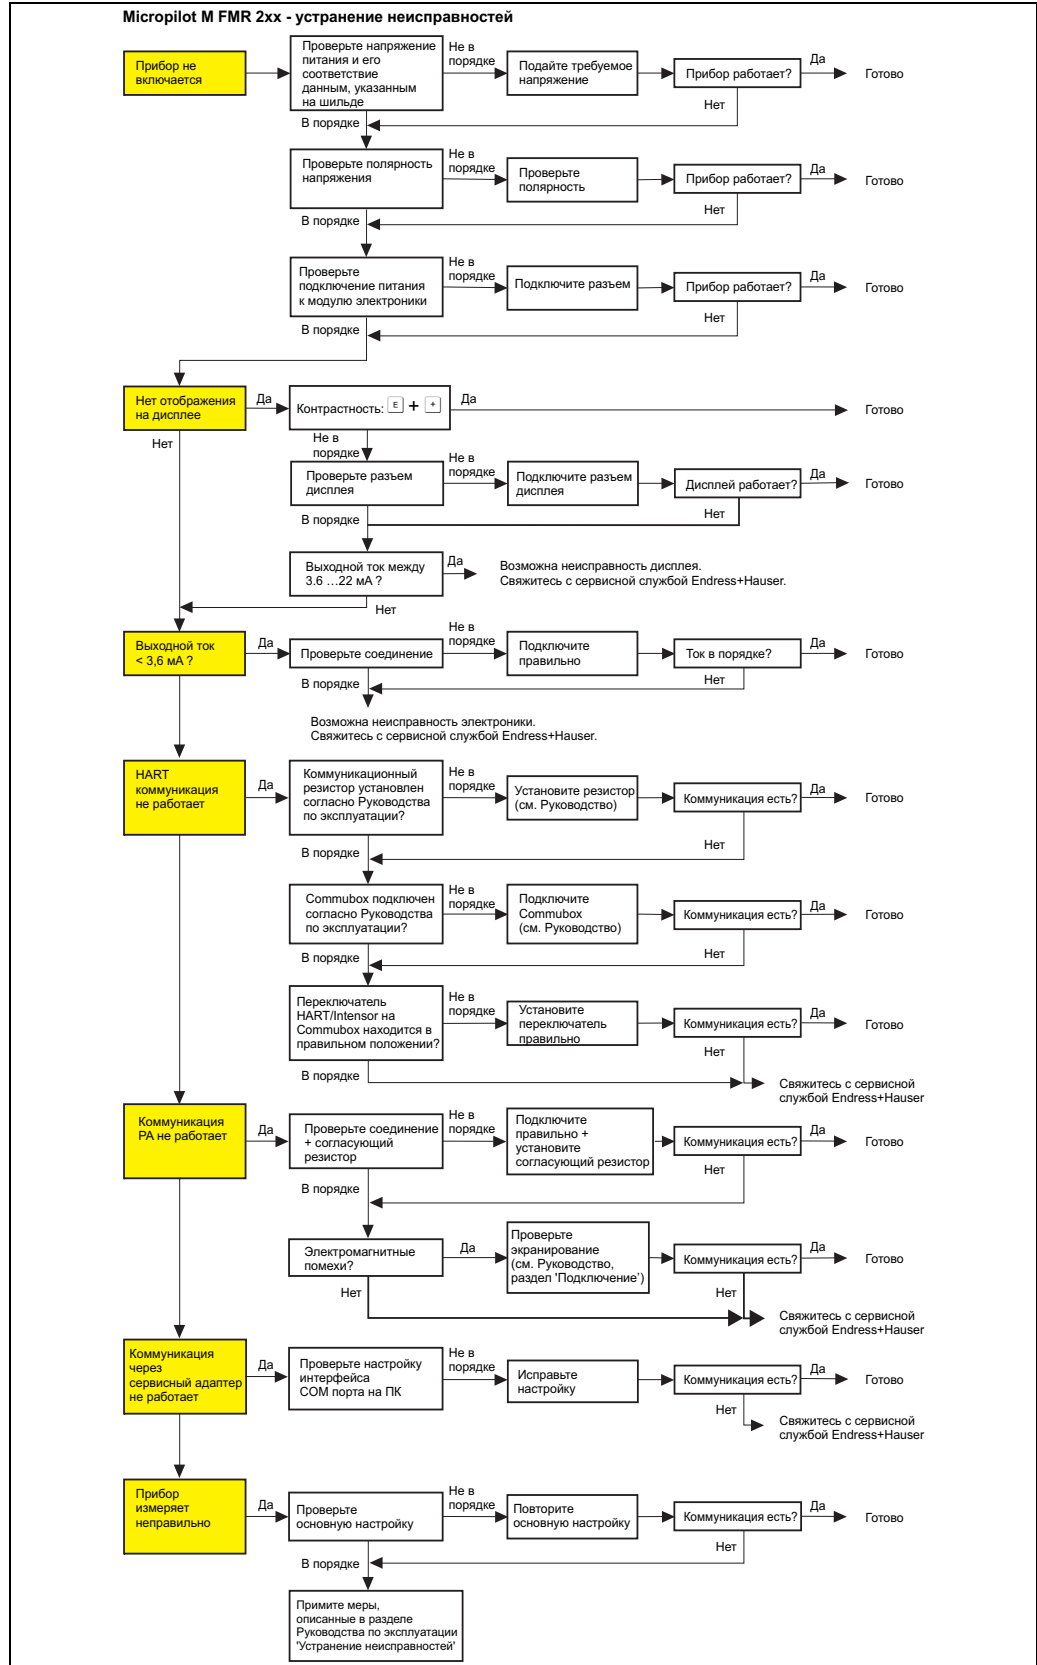 Micropilot M FMR 2xx - устранение неисправностей
Прибор не
включается
Проверьте напряжение
питания и его
соответствие
данным, указанным
на шильде
Не в
порядке
Подайте требуемое
напряжение
Прибор работает?
Да
Готово
Нет
В порядке
Проверьте полярность
напряжения
Не в
порядке
Проверьте
полярность
Прибор работает?
Да
Готово
Нет
В порядке
Проверьте
подключение питания
к модулю электроники
Не в
порядке
Подключите разъем
Прибор работает?
Да
Готово
Нет
В порядке
Нет отображения
на дисплее
Да
Контрастность: E + +
Да
Готово
Нет
Не в
порядке
Проверьте разъем
дисплея
Не в
порядке
Подключите разъем
дисплея
Дисплей работает?
Да
Готово
Нет
В порядке
Выходной ток между
3.6 …22 мА ?
Да
Возможна неисправность дисплея.
Свяжитесь с сервисной службой Endress+Hauser.
Нет
Выходной ток
< 3,6 мА ?
Да
Проверьте соединение
Не в
порядке
Подключите
правильно
Ток в порядке?
Да
Готово
Нет
В порядке
Возможна неисправность электроники.
Свяжитесь с сервисной службой Endress+Hauser.
HART
коммуникация
не работает
Да
Коммуникационный
резистор установлен
согласно Руководства
по эксплуатации?
Не в
порядке
Установите резистор
(см. Руководство)
Коммуникация есть?
Да
Готово
Нет
В порядке
Commubox подключен
согласно Руководства
по эксплуатации?
Не в
порядке
Подключите
Commubox
(см. Руководство)
Коммуникация есть?
Да
Готово
Нет
В порядке
Переключатель
HART/Intensor на
Commubox находится в
правильном положении?
Не в
порядке
Установите
переключатель
правильно
Коммуникация есть?
Да
Готово
Нет
В порядке
Свяжитесь с сервисной
службой Endress+Hauser
Коммуникация
PA не работает
Да
Проверьте соединение
+ согласующий
резистор
Не в
порядке
Подключите
правильно +
установите
согласующий резистор
Коммуникация есть?
Да
Готово
Нет
В порядке
Электромагнитные
помехи?
Да
Проверьте
экранирование
(см. Руководство,
раздел 'Подключение')
Коммуникация есть?
Да
Готово
Нет
Нет
Свяжитесь с сервисной
службой Endress+Hauser
Коммуникация
через
сервисный адаптер
не работает
Да
Проверьте настройку
интерфейса
COM порта на ПК
Не в
порядке
Исправьте
настройку
Коммуникация есть?
Да
Готово
Нет
Свяжитесь с сервисной
службой Endress+Hauser
Прибор
измеряет
неправильно
Да
Проверьте
основную настройку
Не в
порядке
Повторите
основную настройку
Коммуникация есть?
Да
Готово
Нет
В порядке
Примите меры,
описанные в разделе
Руководства по эксплуатации
'Устранение неисправностей'